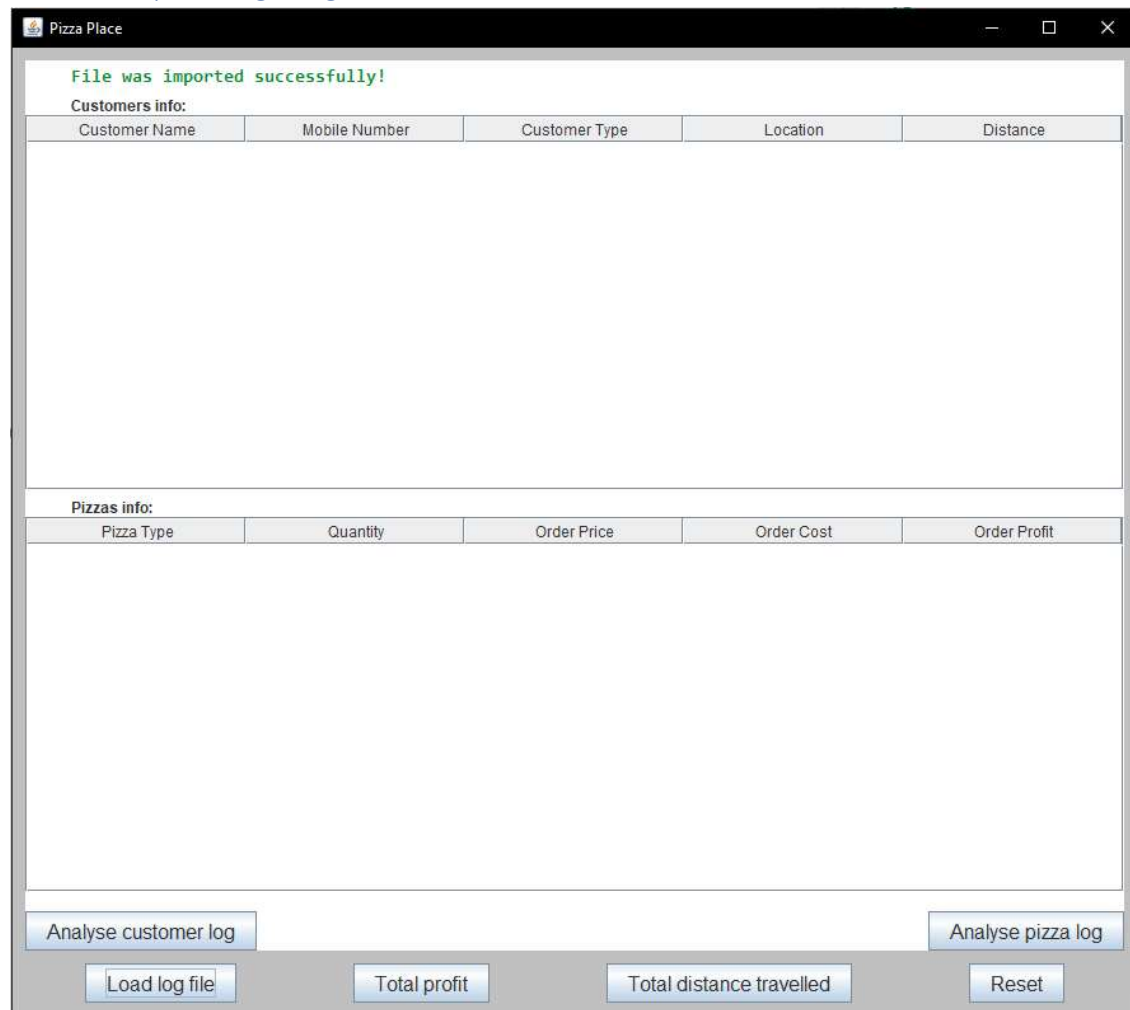 Pizza Place
File was imported successfully!
Customers info:
Customer Name Mobile Number Customer Type Location Distance
Pizzas info:
Pizza Type Quantity Order Price Order Cost Order Profit
Analyse customer log Analyse pizza log
Load log file Total profit Total distance travelled Reset